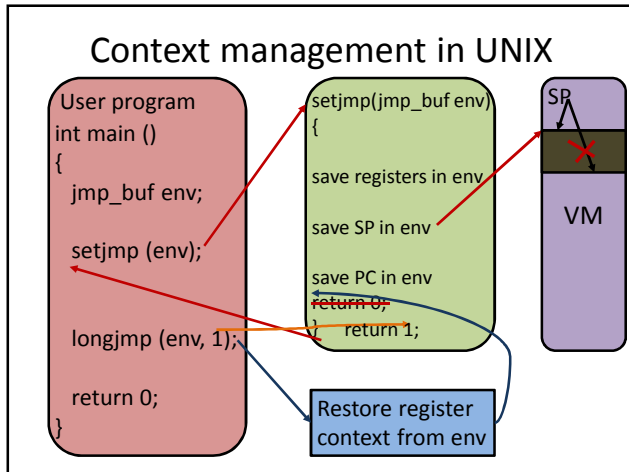 Context management in UNIX
User program
int main ()
{
jmp_buf env;
setjmp (env);
longjmp (env, 1);
return 0;
}
setjmp(jmp_buf env)
{
save registers in env
save SP in env
save PC in env
return 0;
} return 1;
Restore register
context from env
SP
VM